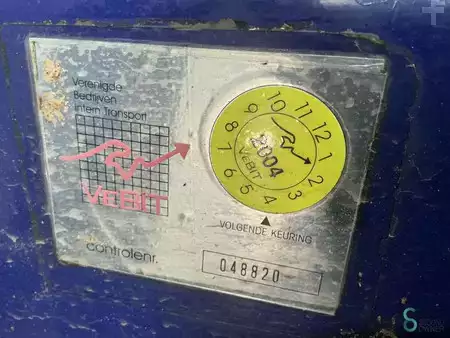 Verenigde
Bedrijven
Intern Transport
VeBIT
controlenr.
1 2 3 4 5 6 7 8 9 10 11 12
2004
VEBIT
VOLGENDE KEURING
048820